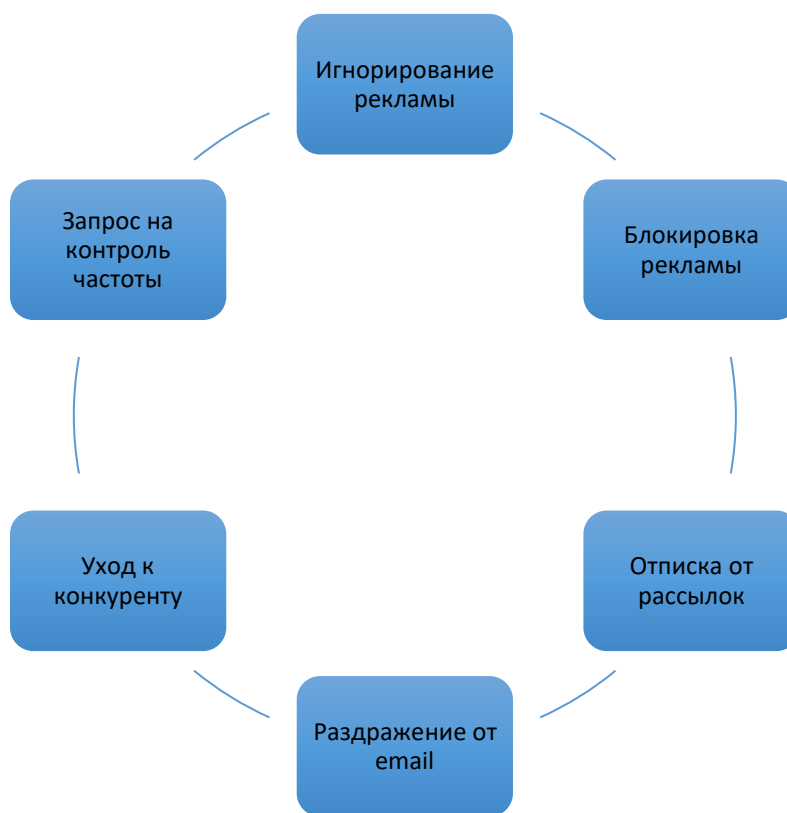 Игнорирование
рекламы
Блокировка
рекламы
Отписка от
рассылок
Раздражение от
email
Уход к
конкуренту
Запрос на
контроль
частоты